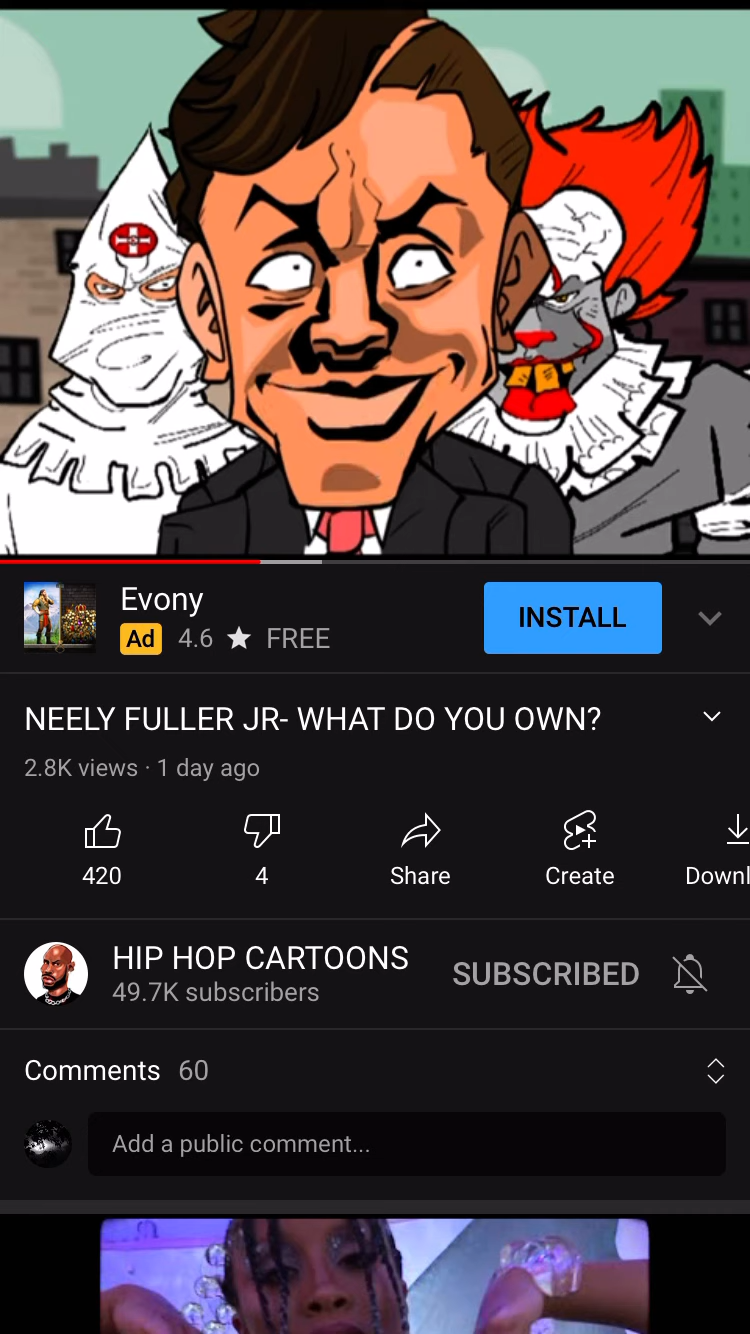 Evony
INSTALL
Ad 4.6 ★ FREE
NEELY FULLER JR- WHAT DO YOU OWN?
2.8K views · 1 day ago
420
4
Share
Create
Downl
HIP HOP CARTOONS
49.7K subscribers
SUBSCRIBED
Comments 60
Add a public comment...